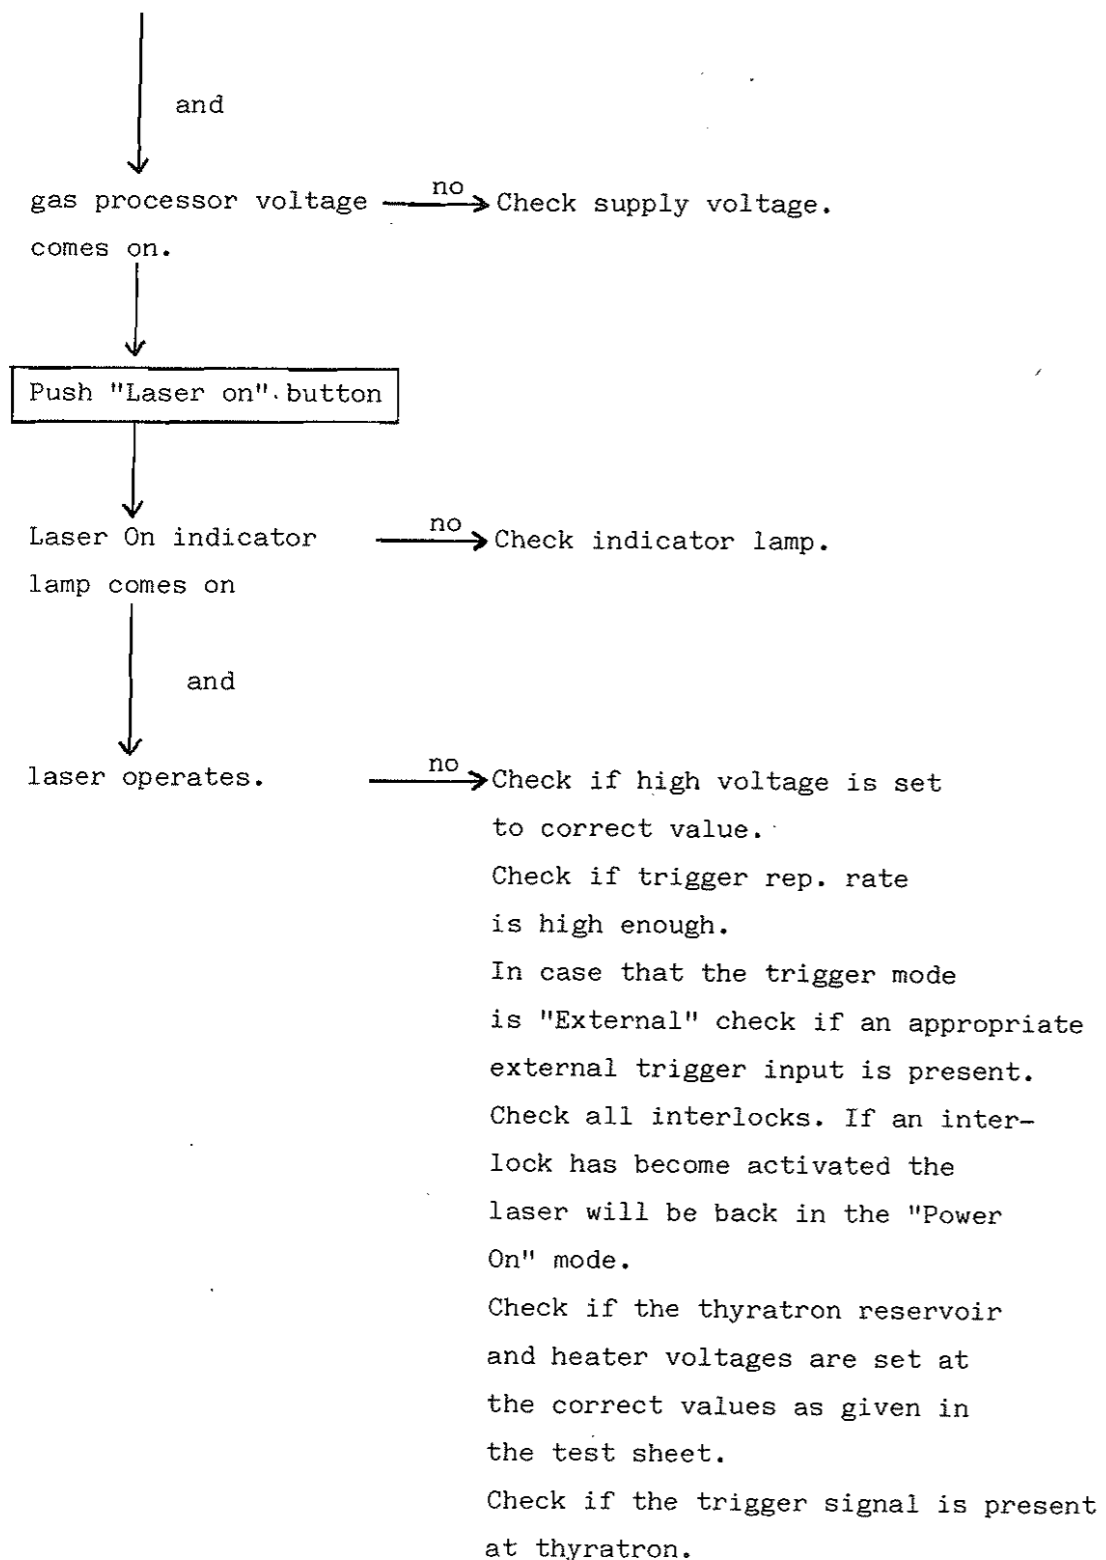 and
gas processor voltage no Check supply voltage.
comes on.
Push "Laser on" button
Laser On indicator no Check indicator lamp.
lamp comes on
and
laser operates. no Check if high voltage is set
to correct value.
Check if trigger rep. rate
is high enough.
In case that the trigger mode
is "External" check if an appropriate
external trigger input is present.
Check all interlocks. If an inter-
lock has become activated the
laser will be back in the "Power
On" mode.
Check if the thyratron reservoir
and heater voltages are set at
the correct values as given in
the test sheet.
Check if the trigger signal is present
at thyratron.